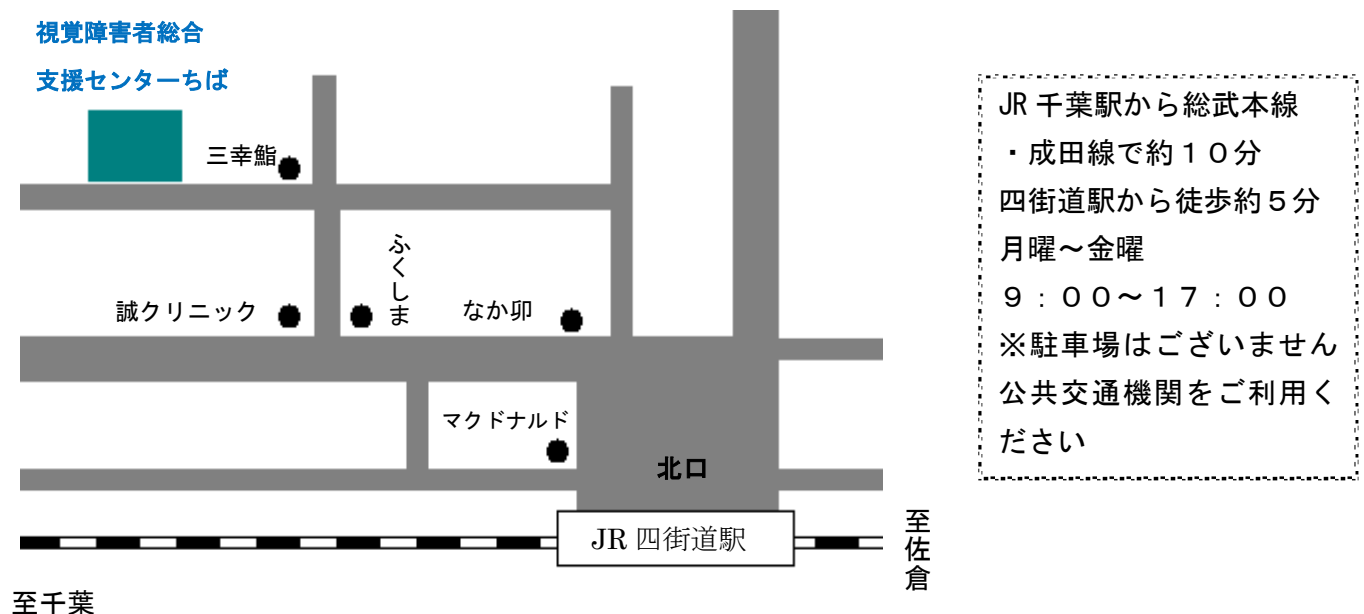 視覚障害者総合
支援センターちば
三幸鮨
ふくしま
誠クリニック
なか卯
マクドナルド
北口
JR 四街道駅
至佐倉
至千葉
JR 千葉駅から総武本線
・成田線で約１０分
四街道駅から徒歩約５分
月曜～金曜
９：００～１７：００
※駐車場はございません
公共交通機関をご利用く
ださい